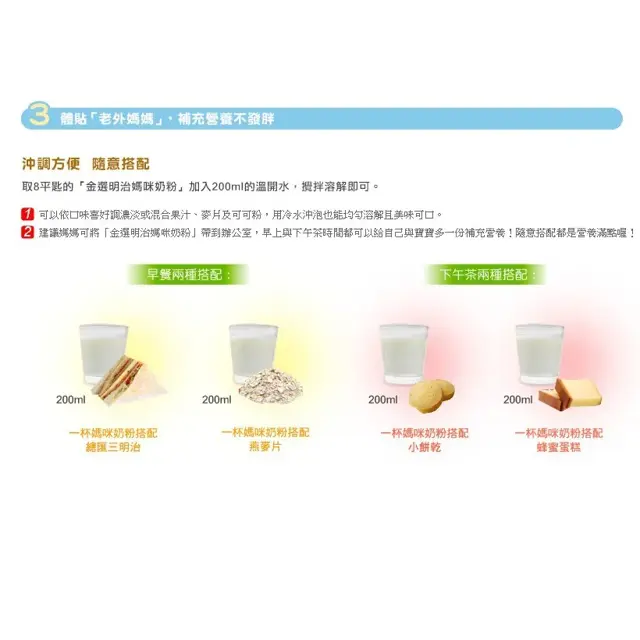 3 體貼「老外媽媽」，補充營養不發胖
沖調方便 隨意搭配
取8平匙的「金選明治媽咪奶粉」加入200ml的溫開水，攪拌溶解即可。
1 可以依口味喜好調濃淡或混合果汁、麥片及可可粉，用冷水沖泡也能均勻溶解且美味可口。
2 建議媽媽可將「金選明治媽咪奶粉」帶到辦公室，早上與下午茶時間都可以給自己與寶寶多一份補充營養！隨意搭配都是營養滿點喔！
早餐兩種搭配：
下午茶兩種搭配：
200ml
200ml
200ml
200ml
一杯媽咪奶粉搭配
總匯三明治
一杯媽咪奶粉搭配
燕麥片
一杯媽咪奶粉搭配
小餅乾
一杯媽咪奶粉搭配
蜂蜜蛋糕